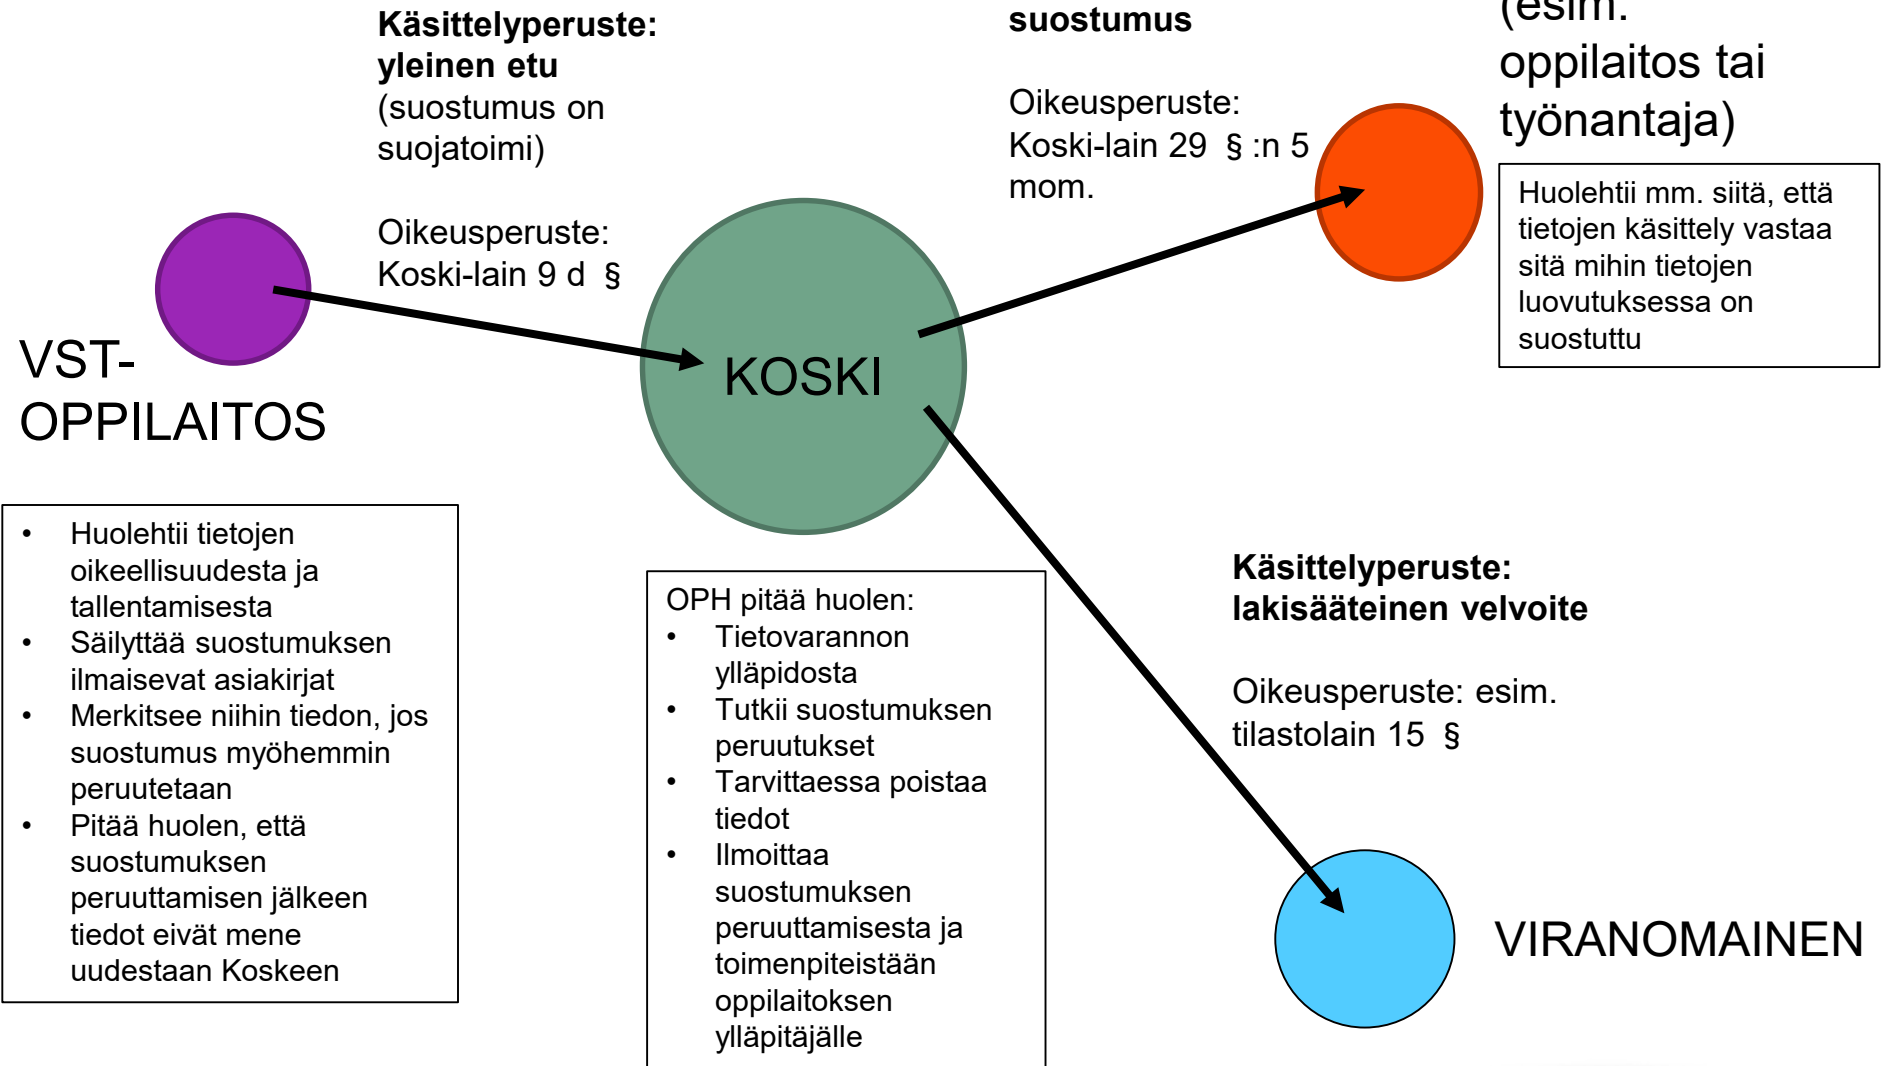 Käsittelyperuste:
yleinen etu
(suostumus on
suojatoimi)
Oikeusperuste:
Koski-lain 9 d §
suostumus
Oikeusperuste:
Koski-lain 29 § :n 5
mom.
(esim.
oppilaitos tai
työnantaja)
Huolehtii mm. siitä, että
tietojen käsittely vastaa
sitä mihin tietojen
luovutuksessa on
suostuttu
VST-
OPPILAITOS
KOSKI
• Huolehtii tietojen
oikeellisuudesta ja
tallentamisesta
• Säilyttää suostumuksen
ilmaisevat asiakirjat
• Merkitsee niihin tiedon, jos
suostumus myöhemmin
peruutetaan
• Pitää huolen, että
suostumuksen
peruuttamisen jälkeen
tiedot eivät mene
uudestaan Koskeen
OPH pitää huolen:
• Tietovarannon
ylläpidosta
• Tutkii suostumuksen
peruutukset
• Tarvittaessa poistaa
tiedot
• Ilmoittaa
suostumuksen
peruuttamisesta ja
toimenpiteistään
oppilaitoksen
ylläpitäjälle
Käsittelyperuste:
lakisääteinen velvoite
Oikeusperuste: esim.
tilastolain 15 §
VIRANOMAINEN